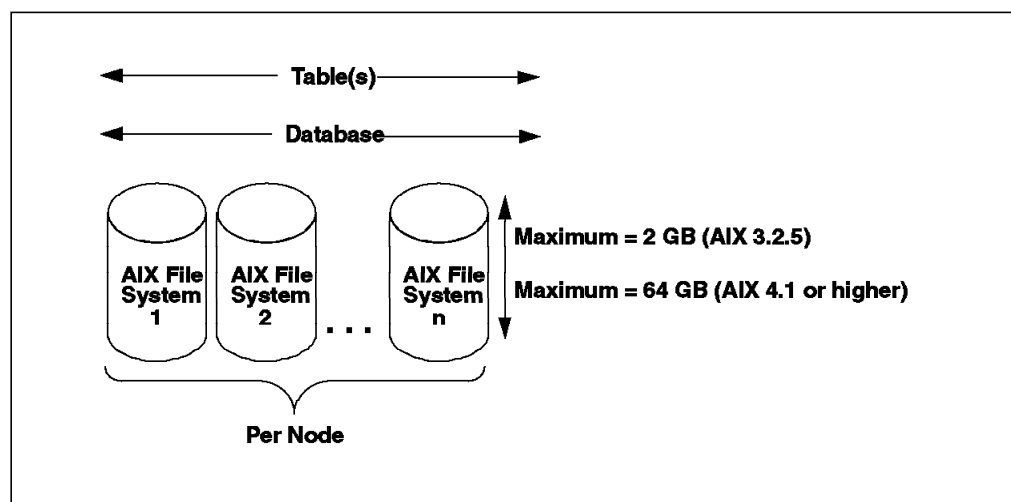 Table(s)
Database
AIX File
System
1
AIX File
System
2
. . .
AIX File
System
n
Maximum = 2 GB (AIX 3.2.5)
Maximum = 64 GB (AIX 4.1 or higher)
Per Node